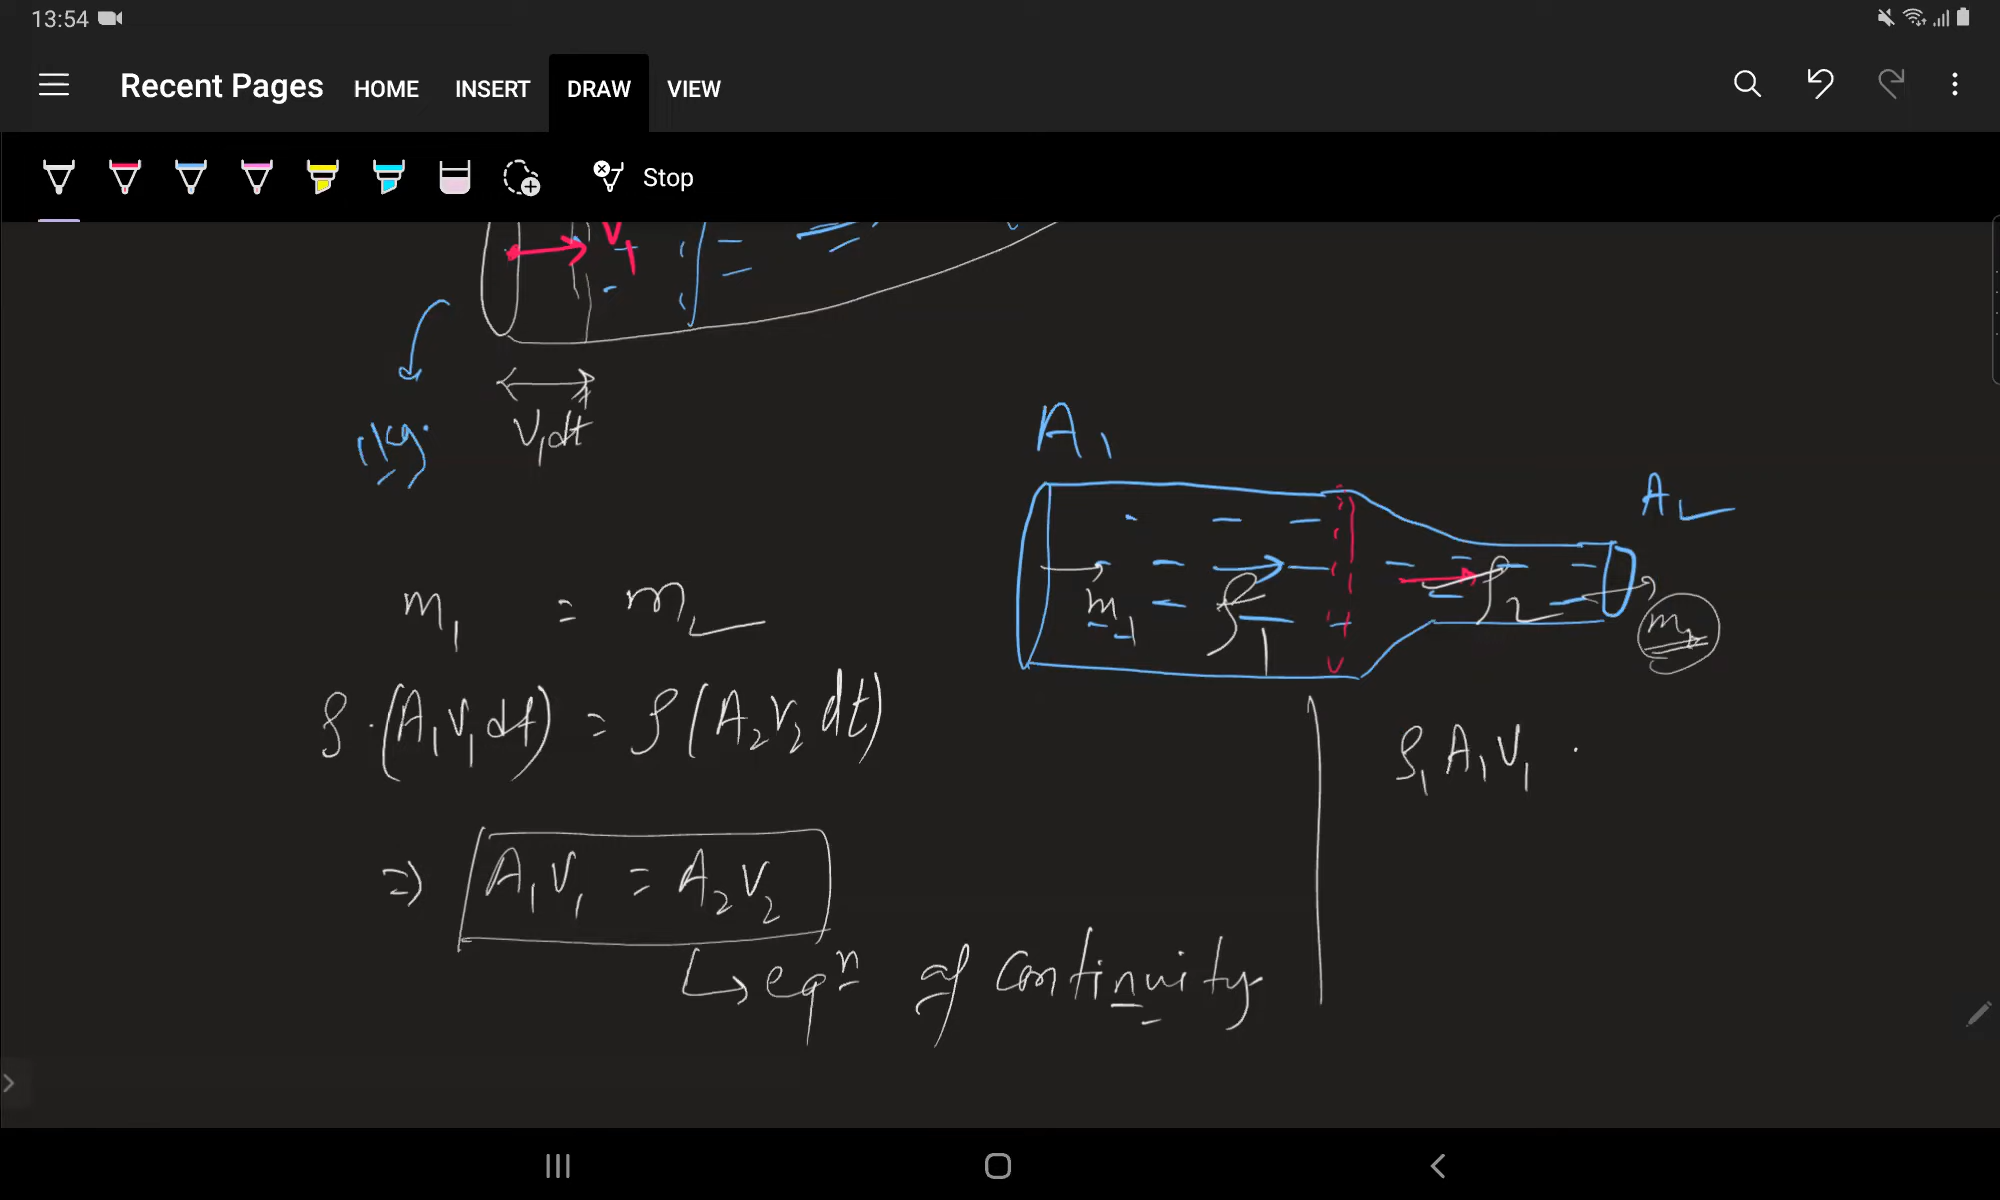 13:54
Recent Pages HOME INSERT DRAW VIEW
Stop
V₁
1kg.
V₁dt
A₁
A₂
m₁ ρ₁ ρ₂ m₂
m₁ = m₂
ρ.(A₁V₁dt) = ρ(A₂V₂dt)
ρ₁A₁V₁
⇒ A₁V₁ = A₂V₂
↳ eqⁿ of continuity